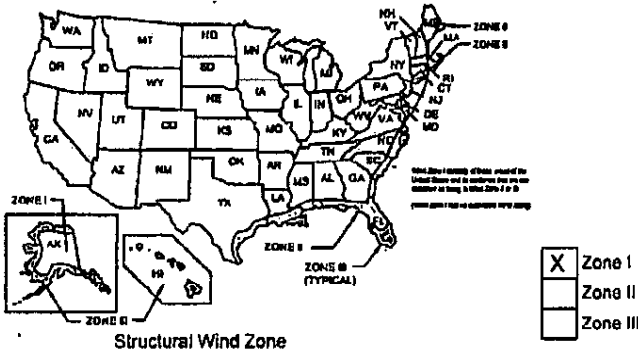 NH
VT
ME
ZONE II
WA
MT
ND
MN
MA
ZONE II
OR
ID
SD
WI
MI
NY
WY
RI
CT
NV
NE
IA
PA
NJ
CA
UT
CO
IL
IN
OH
DE
KS
MO
WV
VA
MD
KY
NC
AZ
NM
OK
AR
TN
SC
TX
LA
MS
AL
GA
FL
ZONE I
AK
HI
ZONE II
ZONE III
(TYPICAL)
ZONE III
Structural Wind Zone
X Zone I
Zone II
Zone III